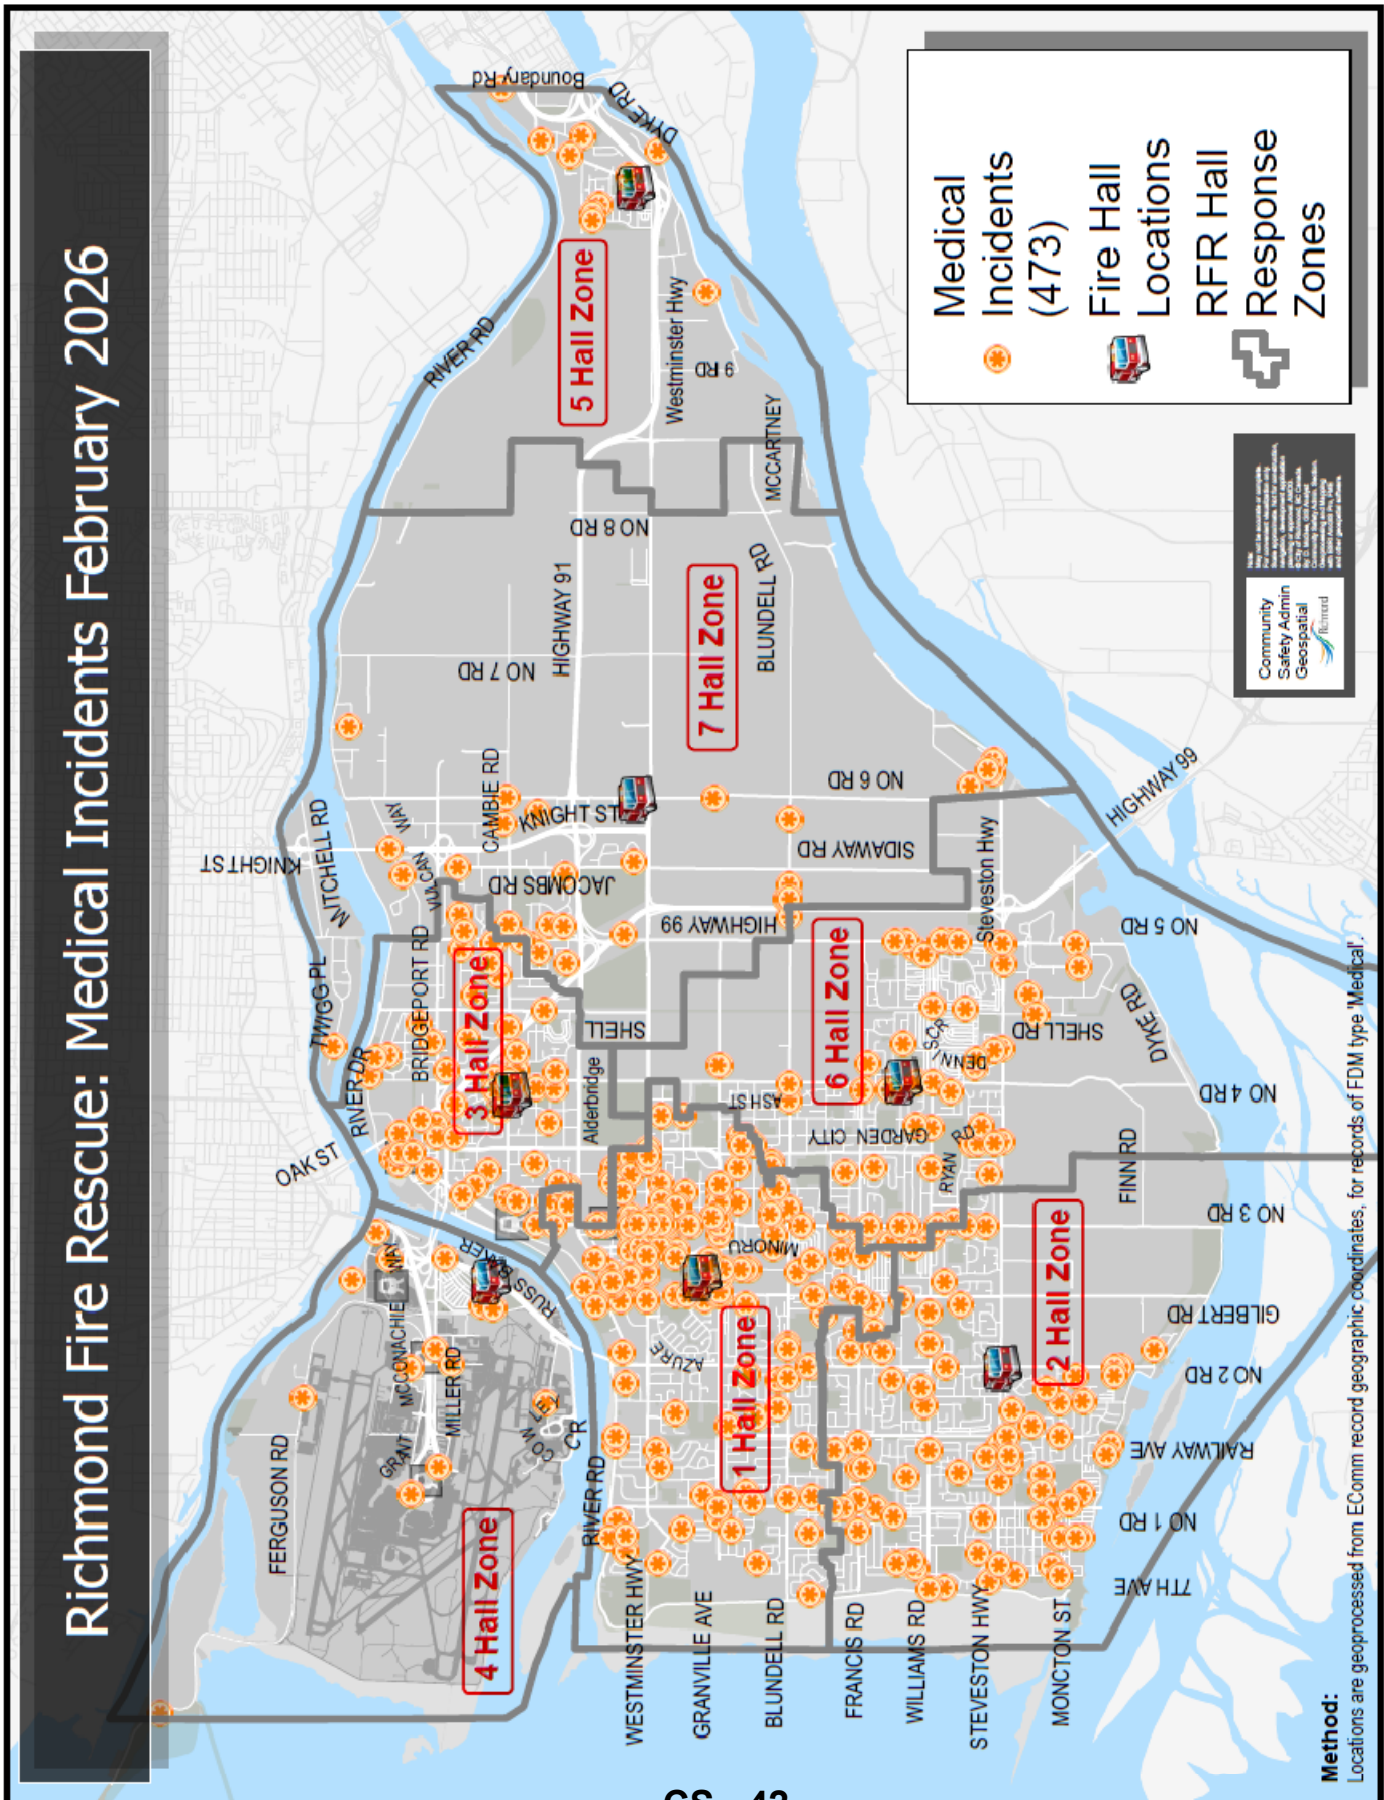 Richmond Fire Rescue: Medical Incidents February 2026
Boundary Rd
DYKE RD
RIVER RD
5 Hall Zone
Westminster Hwy
9 RD
MCCARTNEY
NO 8 RD
HIGHWAY 91
BLUNDELL RD
NO 7 RD
7 Hall Zone
CAMBIE RD
KNIGHT ST
NO 6 RD
HIGHWAY 99
KNIGHT ST
MITCHELL RD
WAY
VULCAN
JACOMBS RD
SIDAWAY RD
Steveston Hwy
HIGHWAY 99
NO 5 RD
TWIGG PL
BRIDGEPORT RD
3 Hall Zone
6 Hall Zone
SHELL
SHELL RD
DYKE RD
RIVER DR
Alderbridge
ASH ST
DENNISCR
NO 4 RD
OAK ST
GARDEN CITY
RYAN RD
FINN RD
NO 3 RD
WAY
RUSS BAKER
MINORU
2 Hall Zone
GILBERT RD
MCCONACHIE
MILLER RD
AZURE
1 Hall Zone
NO 2 RD
FERGUSON RD
GRANT
COWLEY
CR
RAILWAY AVE
4 Hall Zone
RIVER RD
NO 1 RD
7TH AVE
WESTMINSTER HWY
GRANVILLE AVE
BLUNDELL RD
FRANCIS RD
WILLIAMS RD
STEVESTON HWY
MONCTON ST
Medical
Incidents
(473)
Fire Hall
Locations
RFR Hall
Response
Zones
Community
Safety Admin
Geospatial
Richmond
Method:
Locations are geoprocessed from EComm record geographic coordinates, for records of FDM type 'Medical'.